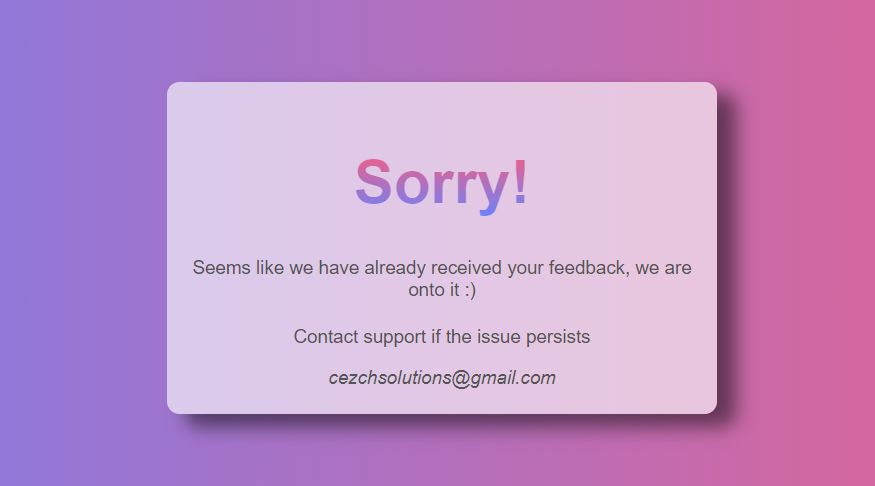 Sorry!
Seems like we have already received your feedback, we are
onto it :)
Contact support if the issue persists
cezchsolutions@gmail.com